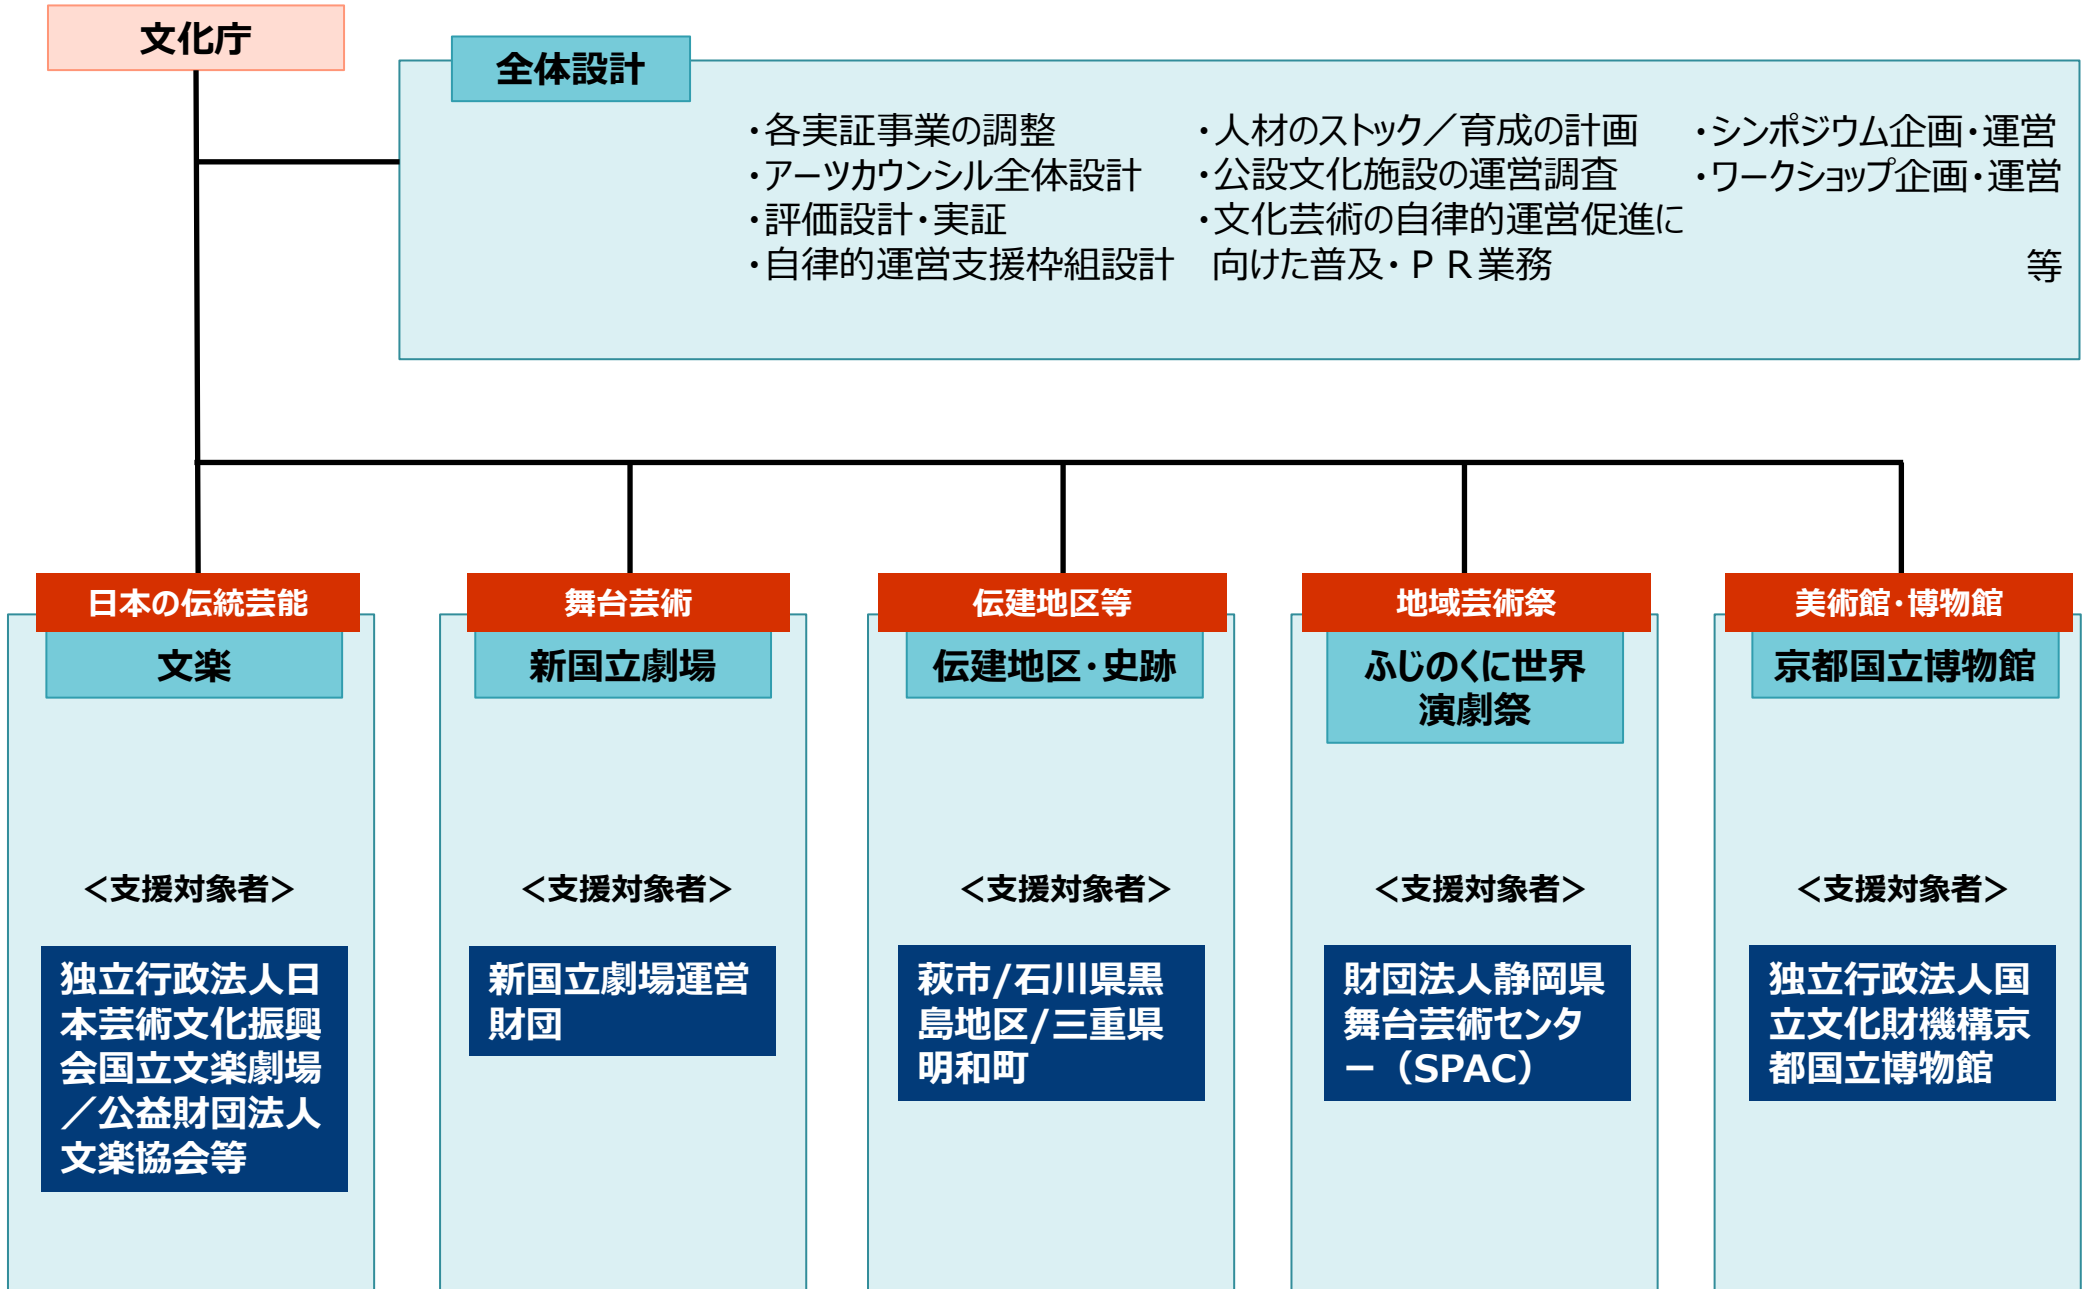 文化庁
全体設計
・各実証事業の調整
・アーツカウンシル全体設計
・評価設計・実証
・自律的運営支援枠組設計
・人材のストック／育成の計画
・公設文化施設の運営調査
・文化芸術の自律的運営促進に
向けた普及・ＰＲ業務
・シンポジウム企画・運営
・ワークショップ企画・運営
等
日本の伝統芸能
文楽
＜支援対象者＞
独立行政法人日
本芸術文化振興
会国立文楽劇場
／公益財団法人
文楽協会等
舞台芸術
新国立劇場
＜支援対象者＞
新国立劇場運営
財団
伝建地区等
伝建地区・史跡
＜支援対象者＞
萩市/石川県黒
島地区/三重県
明和町
地域芸術祭
ふじのくに世界
演劇祭
＜支援対象者＞
財団法人静岡県
舞台芸術センタ
ー（SPAC）
美術館・博物館
京都国立博物館
＜支援対象者＞
独立行政法人国
立文化財機構京
都国立博物館